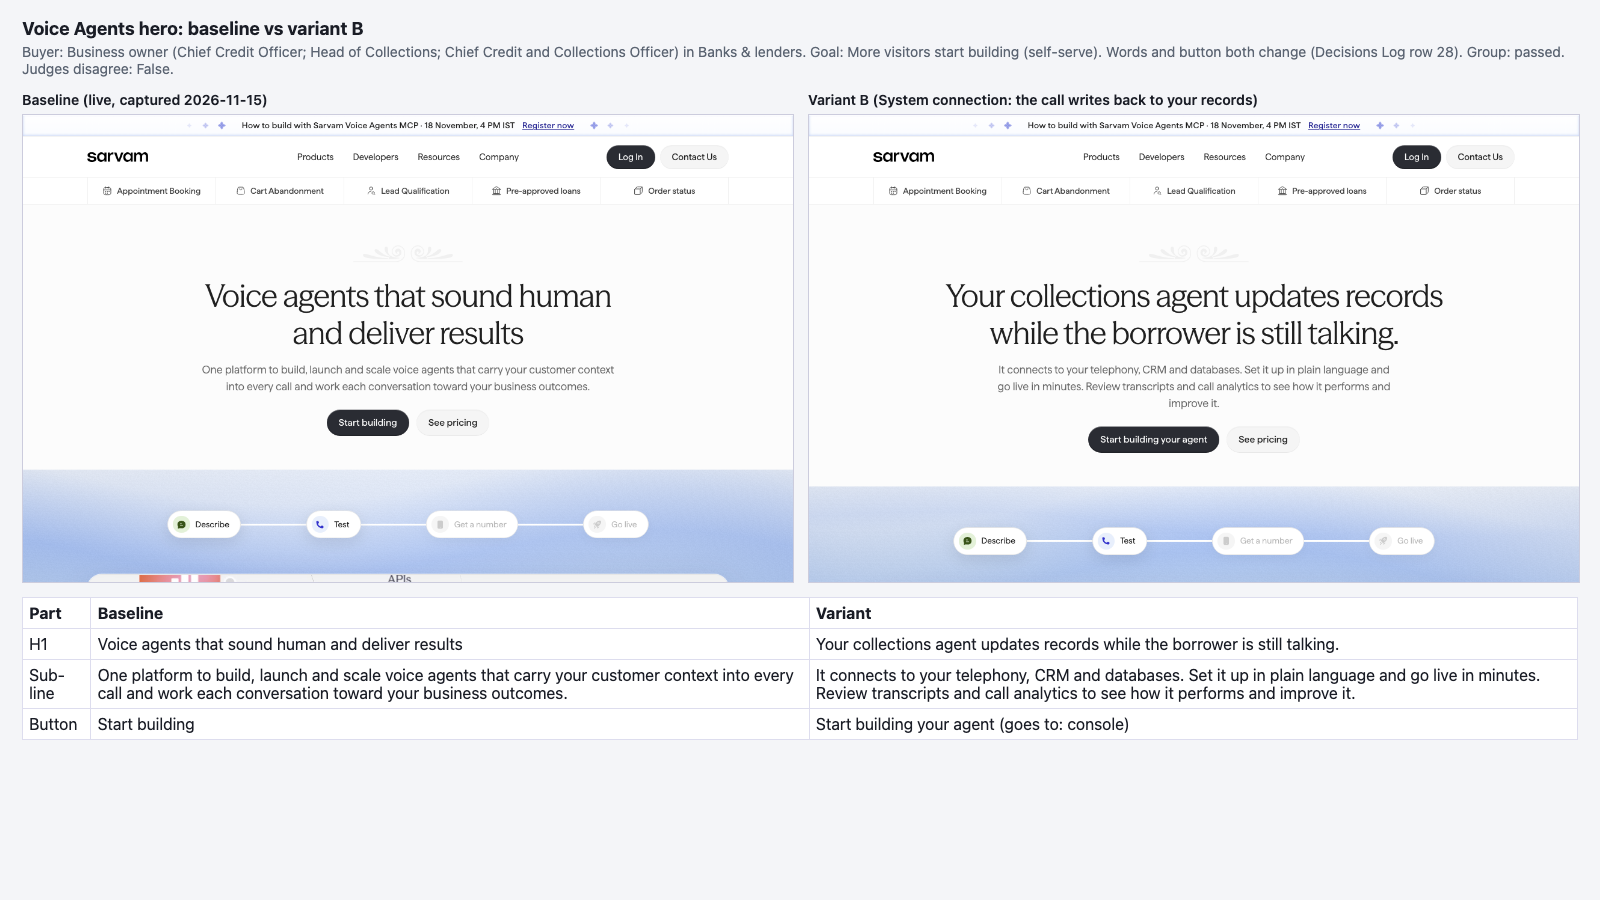 Voice Agents hero: baseline vs variant B
Buyer: Business owner (Chief Credit Officer; Head of Collections; Chief Credit and Collections Officer) in Banks & lenders. Goal: More visitors start building (self-serve). Words and button both change (Decisions Log row 28). Group: passed.
Judges disagree: False.
Baseline (live, captured 2026-11-15)
How to build with Sarvam Voice Agents MCP · 18 November, 4 PM IST Register now
sarvam Products Developers Resources Company Log In Contact Us
Appointment Booking Cart Abandonment Lead Qualification Pre-approved loans Order status
Voice agents that sound human
and deliver results
One platform to build, launch and scale voice agents that carry your customer context
into every call and work each conversation toward your business outcomes.
Start building See pricing
Describe Test Get a number Go live
APIs
Variant B (System connection: the call writes back to your records)
How to build with Sarvam Voice Agents MCP · 18 November, 4 PM IST Register now
sarvam Products Developers Resources Company Log In Contact Us
Appointment Booking Cart Abandonment Lead Qualification Pre-approved loans Order status
Your collections agent updates records
while the borrower is still talking.
It connects to your telephony, CRM and databases. Set it up in plain language and
go live in minutes. Review transcripts and call analytics to see how it performs and
improve it.
Start building your agent See pricing
Describe Test Get a number Go live
Part Baseline Variant
H1 Voice agents that sound human and deliver results Your collections agent updates records while the borrower is still talking.
Sub-
line
One platform to build, launch and scale voice agents that carry your customer context into every
call and work each conversation toward your business outcomes.
It connects to your telephony, CRM and databases. Set it up in plain language and go live in minutes.
Review transcripts and call analytics to see how it performs and improve it.
Button Start building Start building your agent (goes to: console)